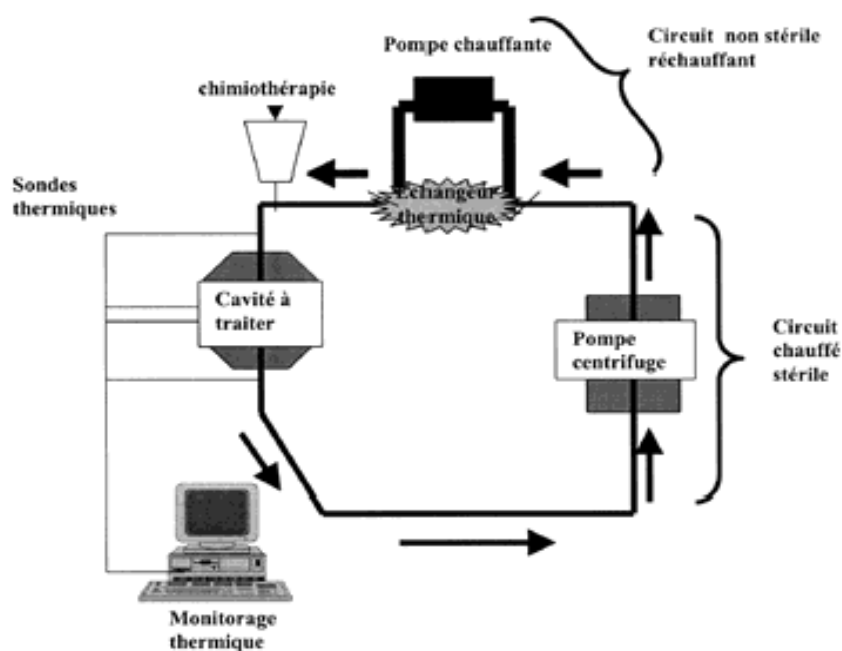 Pompe chauffante
Circuit non stérile
réchauffant
chimiothérapie
Sondes
thermiques
Echangeur
thermique
Cavité à
traiter
Pompe
centrifuge
Circuit
chauffé
stérile
Monitorage
thermique